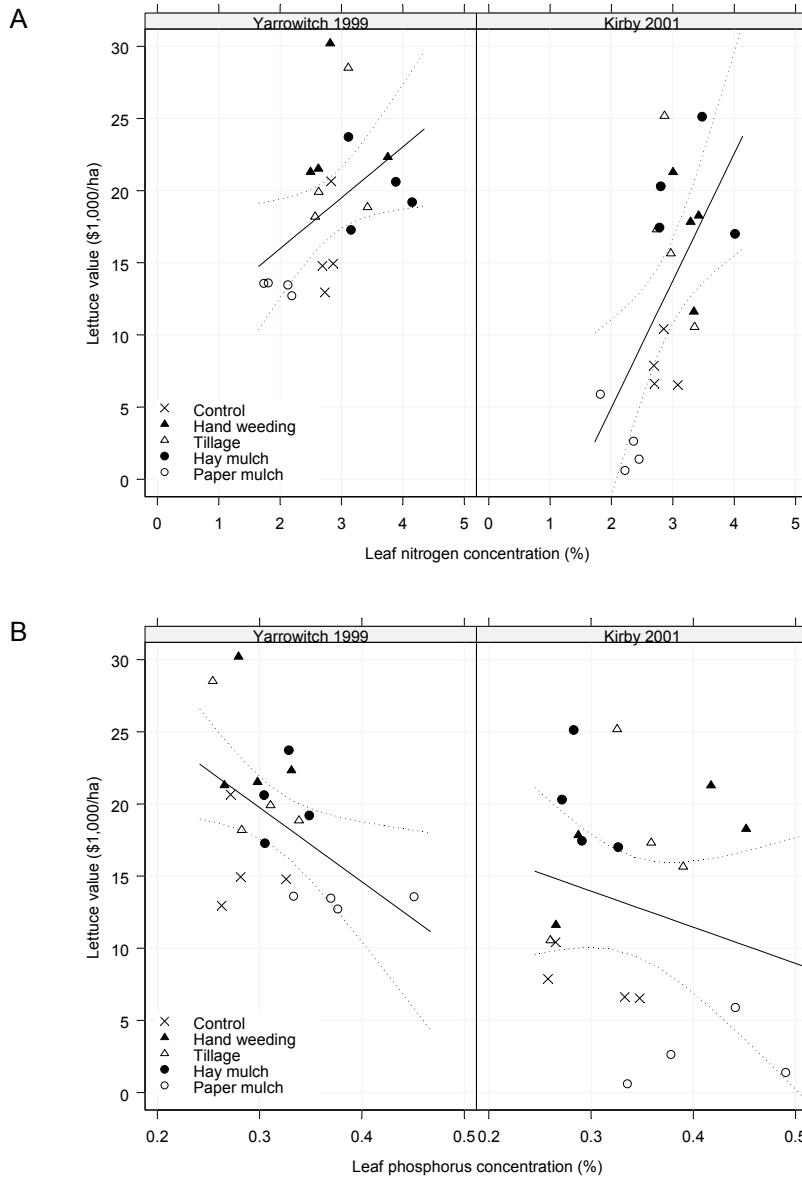 A
Yarrowitch 1999 Kirby 2001
30
25
20
15
10
5
0
Lettuce value ($1,000/ha)
Control
Hand weeding
Tillage
Hay mulch
Paper mulch
0 1 2 3 4 5 0 1 2 3 4 5
Leaf nitrogen concentration (%)
B
Yarrowitch 1999 Kirby 2001
30
25
20
15
10
5
0
Lettuce value ($1,000/ha)
Control
Hand weeding
Tillage
Hay mulch
Paper mulch
0.2 0.3 0.4 0.5 0.2 0.3 0.4 0.5
Leaf phosphorus concentration (%)